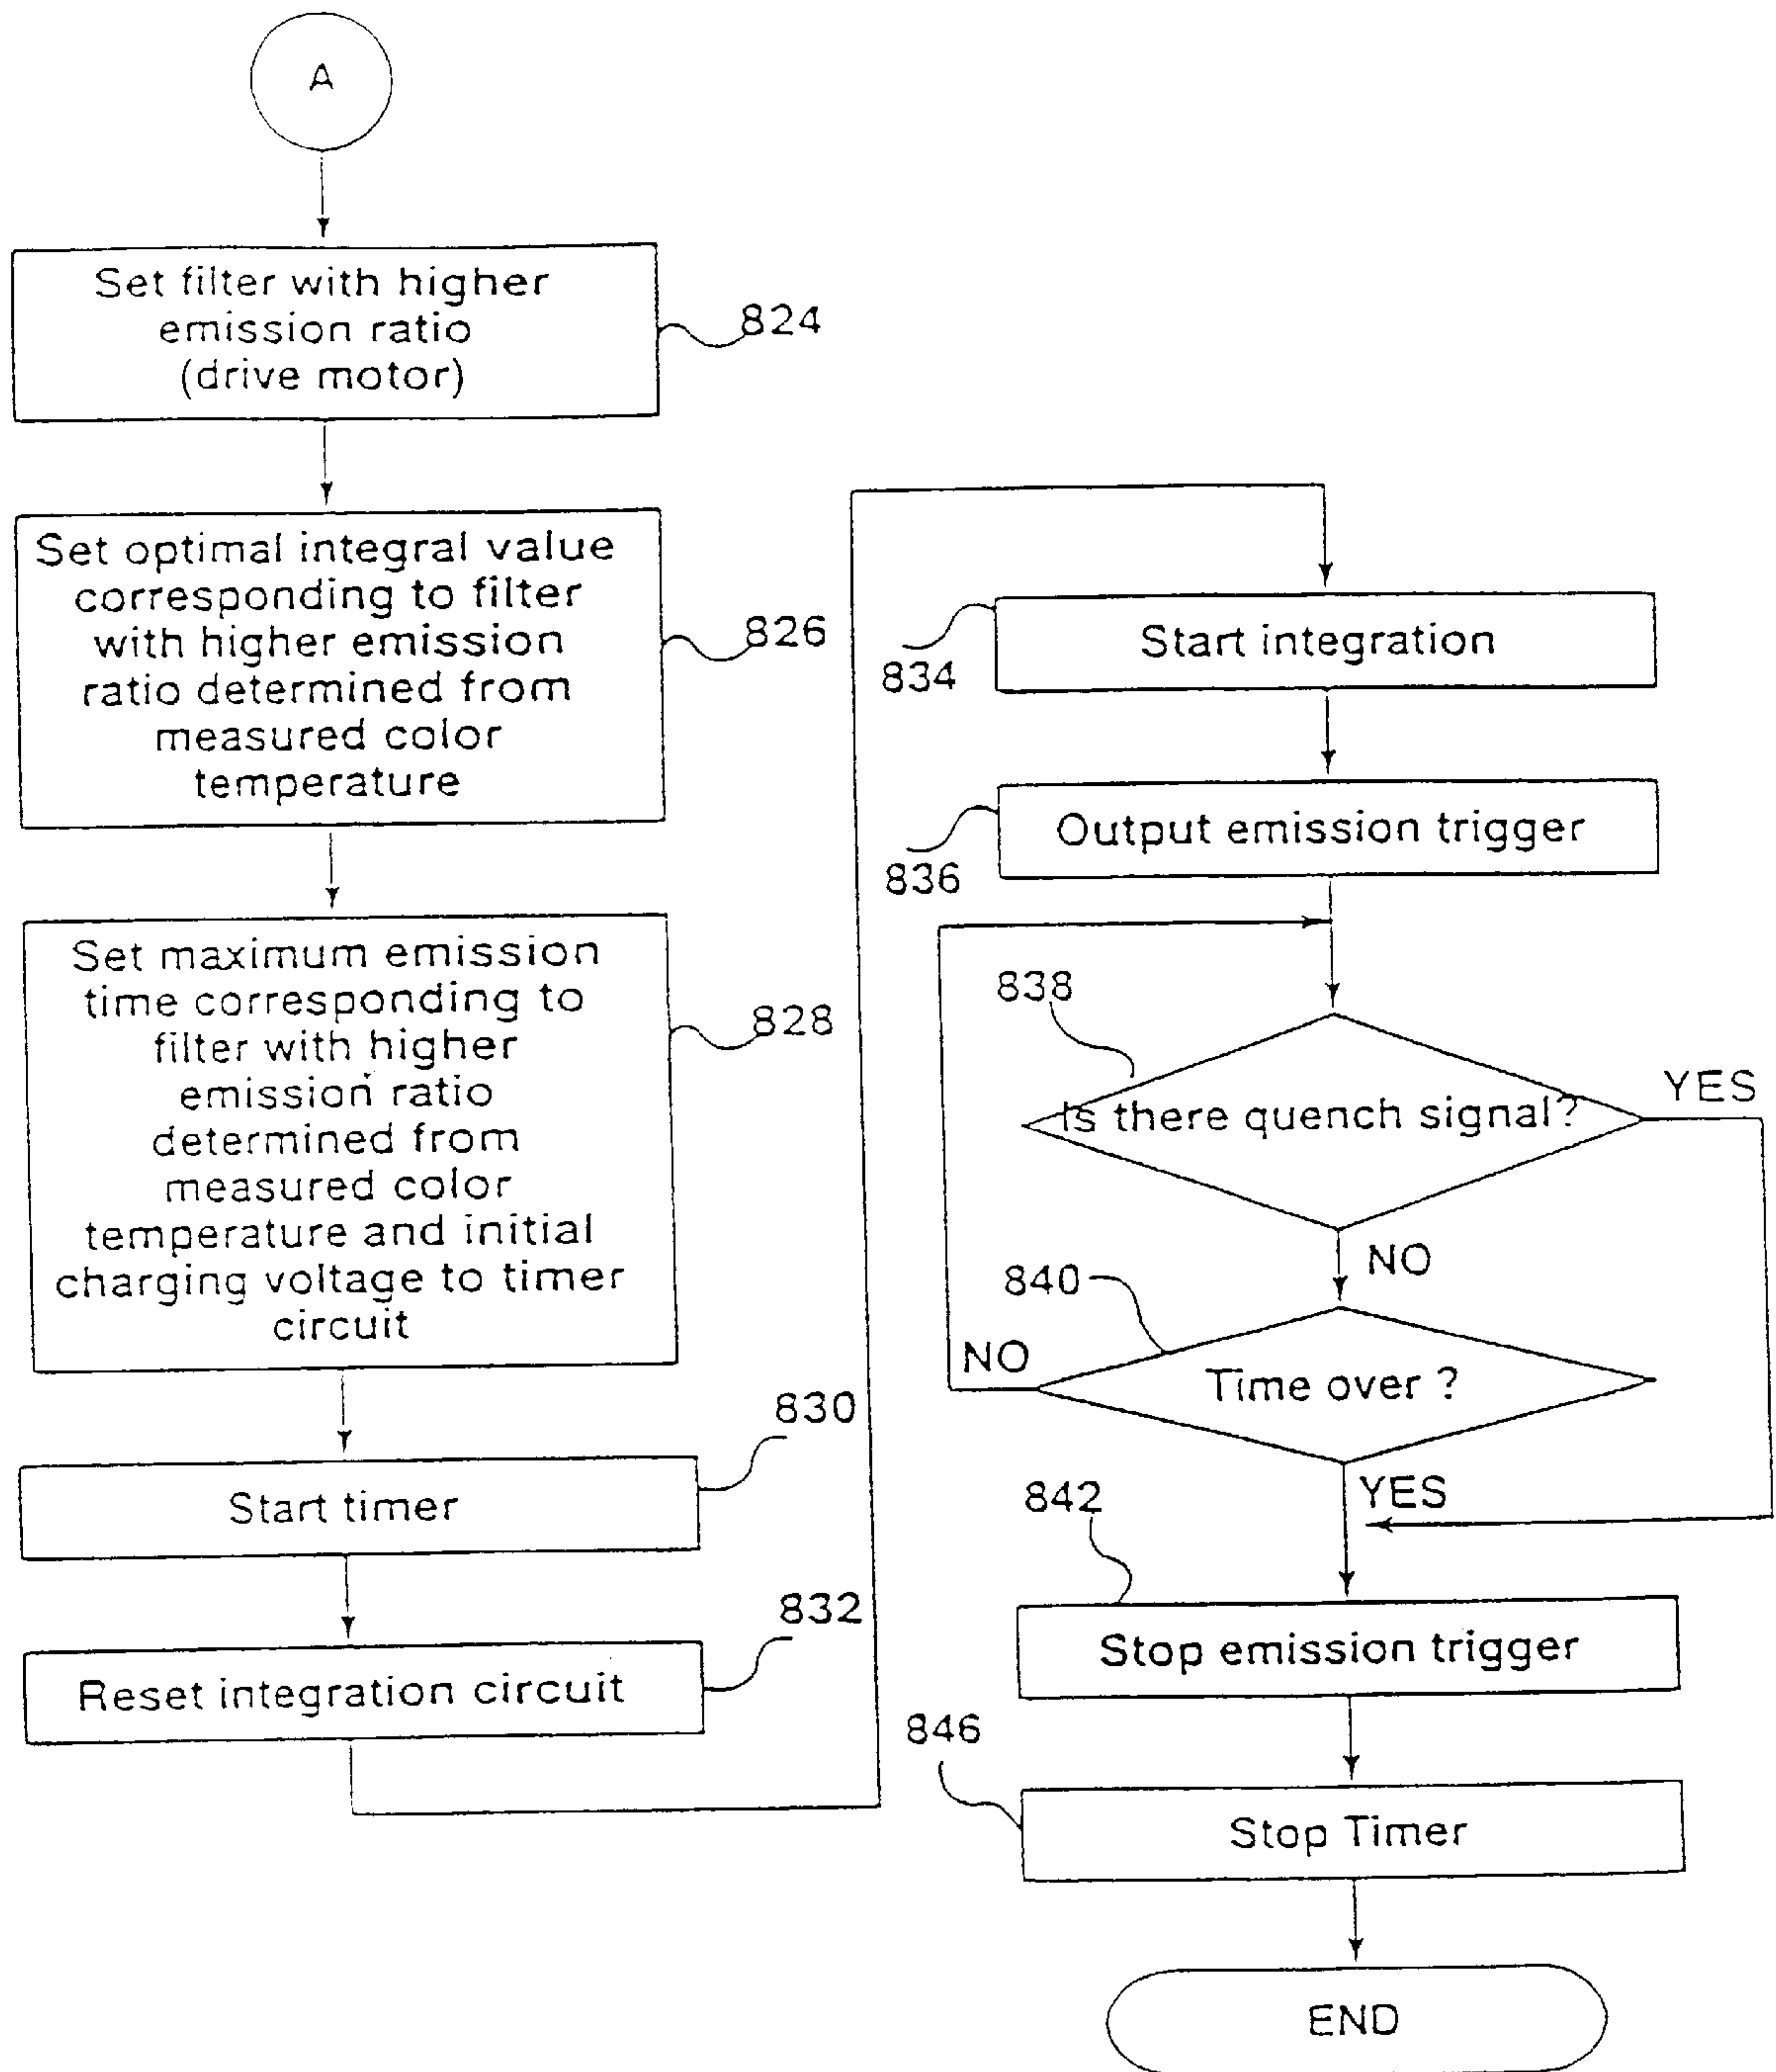 A
Set filter with higher
emission ratio
(drive motor)
824
Set optimal integral value
corresponding to filter
with higher emission
ratio determined from
measured color
temperature
826
Set maximum emission
time corresponding to
filter with higher
emission ratio
determined from
measured color
temperature and initial
charging voltage to timer
circuit
828
Start timer
830
Reset integration circuit
832
Start integration
834
Output emission trigger
836
838
Is there quench signal?
YES
NO
840
NO
Time over ?
YES
842
Stop emission trigger
846
Stop Timer
END